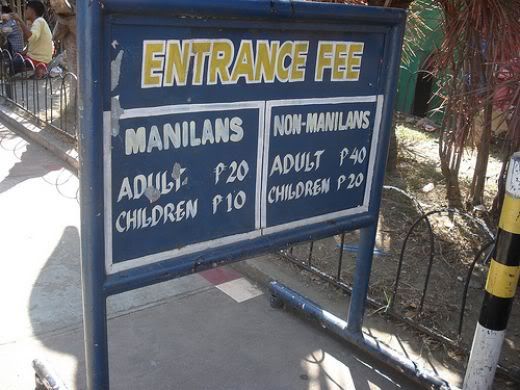 ENTRANCE FEE
MANILANS
ADULT P20
CHILDREN P10
NON-MANILANS
ADULT P40
CHILDREN P20